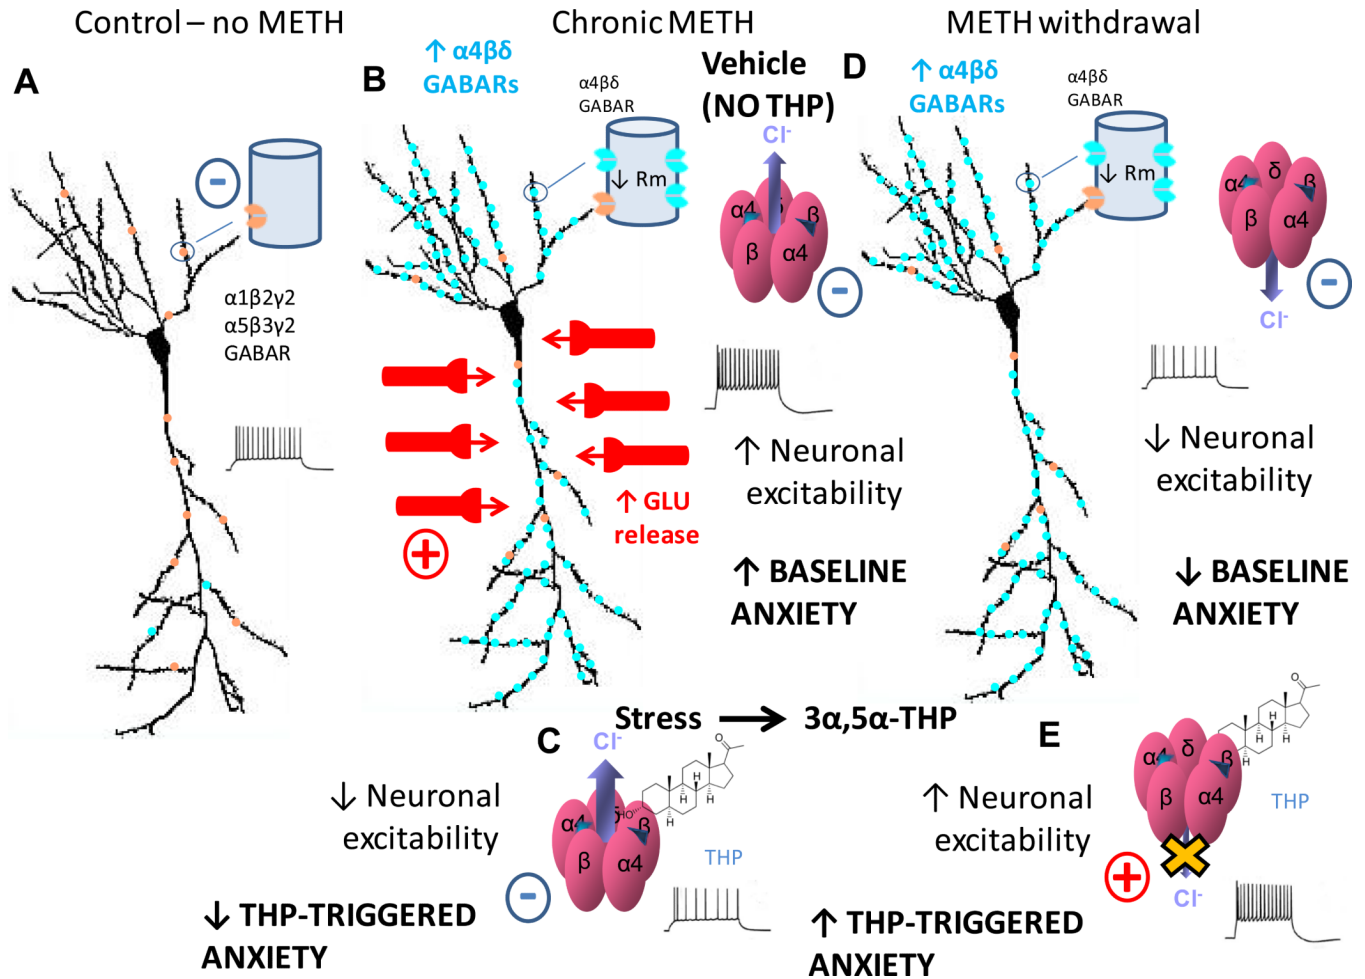 Control – no METH
Chronic METH
METH withdrawal
A
-
α1β2γ2
α5β3γ2
GABAR
B
↑ α4βδ
GABARs
α4βδ
GABAR
↓ Rm
Vehicle
(NO THP)
Cl-
α4
β
β
α4
-
↑ GLU
release
+
↑ Neuronal
excitability
↑ BASELINE
ANXIETY
D
↑ α4βδ
GABARs
α4βδ
GABAR
↓ Rm
α4
δ
β
β
α4
Cl-
-
↓ Neuronal
excitability
↓ BASELINE
ANXIETY
Stress → 3α,5α-THP
C
Cl-
O
H
H
H
H
HO
α4
δ
β
β
α4
THP
-
↓ Neuronal
excitability
↓ THP-TRIGGERED
ANXIETY
E
O
H
H
H
H
α4
δ
β
β
α4
THP
Cl-
+
↑ Neuronal
excitability
↑ THP-TRIGGERED
ANXIETY